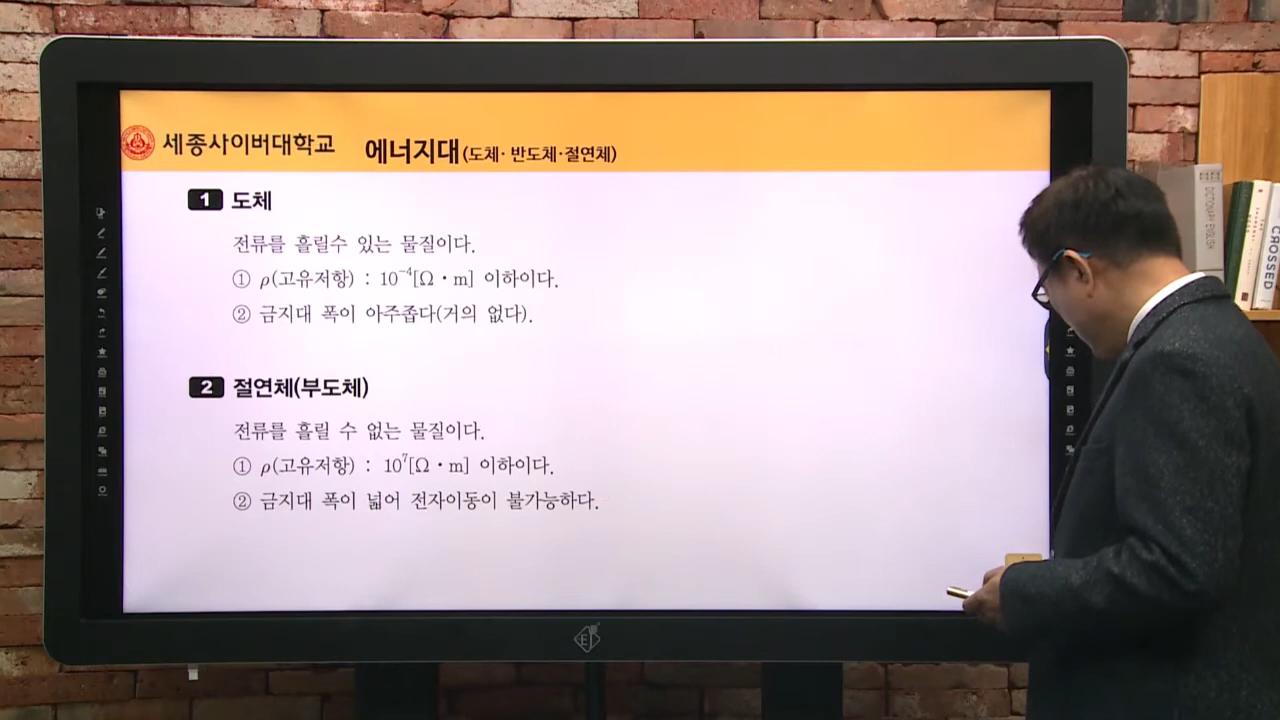 세종사이버대학교 에너지대(도체· 반도체·절연체)
1 도체
전류를 흘릴수 있는 물질이다.
① ρ(고유저항) : 10⁻⁴[Ω・m] 이하이다.
② 금지대 폭이 아주좁다(거의 없다).
2 절연체(부도체)
전류를 흘릴 수 없는 물질이다.
① ρ(고유저항) : 10⁷[Ω・m] 이하이다.
② 금지대 폭이 넓어 전자이동이 불가능하다.
DICTIONARY ENGLISH
CROSSED